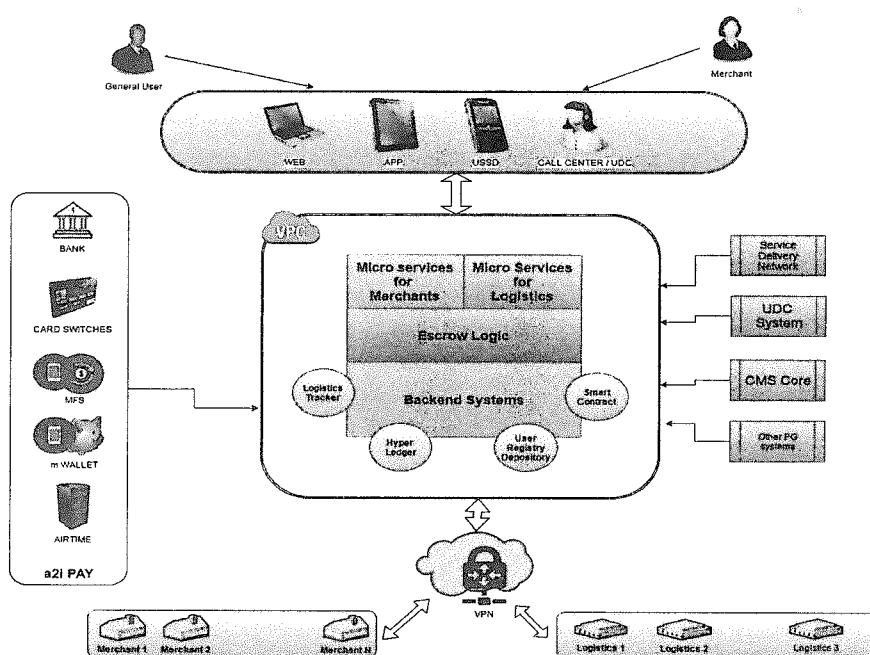 General User
Merchant
WEB
APP
USSD
CALL CENTER / UDC
VPC
BANK
CARD SWITCHES
MFS
m WALLET
AIRTIME
a2i PAY
Micro services
for
Merchants
Micro Services
for
Logistics
Escrow Logic
Backend Systems
Logistics
Tracker
Hyper
Ledger
User
Registry
Depository
Smart
Contract
Service
Delivery
Network
UDC
System
CMS Core
Other PG
systems
VPN
Merchant 1
Merchant 2
Merchant N
Logistics 1
Logistics 2
Logistics 3